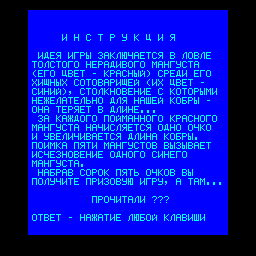 И Н С Т Р У К Ц И Я
ИДЕЯ ИГРЫ ЗАКЛЮЧАЕТСЯ В ЛОВЛЕ
ТОЛСТОГО НЕРАДИВОГО МАНГУСТА
(ЕГО ЦВЕТ - КРАСНЫЙ) СРЕДИ ЕГО
ХИЩНЫХ СОТОВАРИЩЕЙ (ИХ ЦВЕТ -
СИНИЙ), СТОЛКНОВЕНИЕ С КОТОРЫМИ
НЕЖЕЛАТЕЛЬНО ДЛЯ НАШЕЙ КОБРЫ -
ОНА ТЕРЯЕТ В ДЛИНЕ...
ЗА КАЖДОГО ПОЙМАННОГО КРАСНОГО
МАНГУСТА НАЧИСЛЯЕТСЯ ОДНО ОЧКО
И УВЕЛИЧИВАЕТСЯ ДЛИНА КОБРЫ.
ПОИМКА ПЯТИ МАНГУСТОВ ВЫЗЫВАЕТ
ИСЧЕЗНОВЕНИЕ ОДНОГО СИНЕГО
МАНГУСТА.
НАБРАВ СОРОК ПЯТЬ ОЧКОВ ВЫ
ПОЛУЧИТЕ ПРИЗОВУЮ ИГРУ, А ТАМ...
ПРОЧИТАЛИ ???
ОТВЕТ - НАЖАТИЕ ЛЮБОЙ КЛАВИШИ